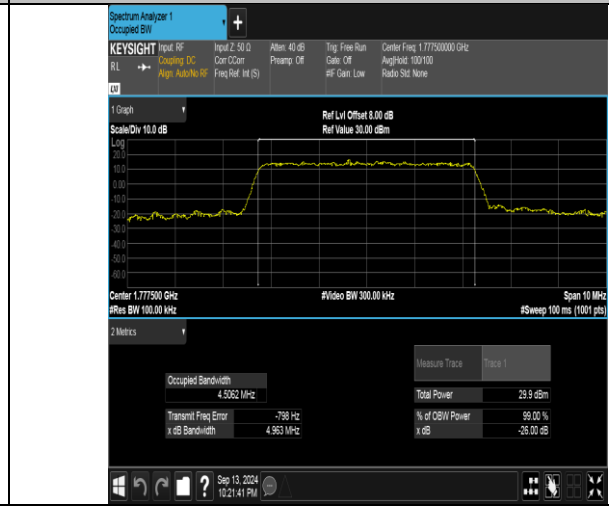 Spectrum Analyzer 1
Occupied BW
+
KEYSIGHT Input: RF Input Z: 50 Ω Atten: 40 dB Trig: Free Run Center Freq: 1.777500000 GHz
RL Coupling: DC Corr CCorr Preamp: Off Gate: Off Avg|Hold: 100/100
Align: Auto/No RF Freq Ref: Int (S) #IF Gain: Low Radio Std: None
LXI
1 Graph
Ref Lvl Offset 8.00 dB
Scale/Div 10.0 dB Ref Value 30.00 dBm
Log
20.0
10.0
0.00
-10.0
-20.0
-30.0
-40.0
-50.0
-60.0
Center 1.777500 GHz #Video BW 300.00 kHz Span 10 MHz
#Res BW 100.00 kHz #Sweep 100 ms (1001 pts)
2 Metrics
Measure Trace Trace 1
Occupied Bandwidth
4.5062 MHz Total Power 29.9 dBm
Transmit Freq Error -798 Hz % of OBW Power 99.00 %
x dB Bandwidth 4.963 MHz x dB -26.00 dB
? Sep 13, 2024
10:21:41 PM